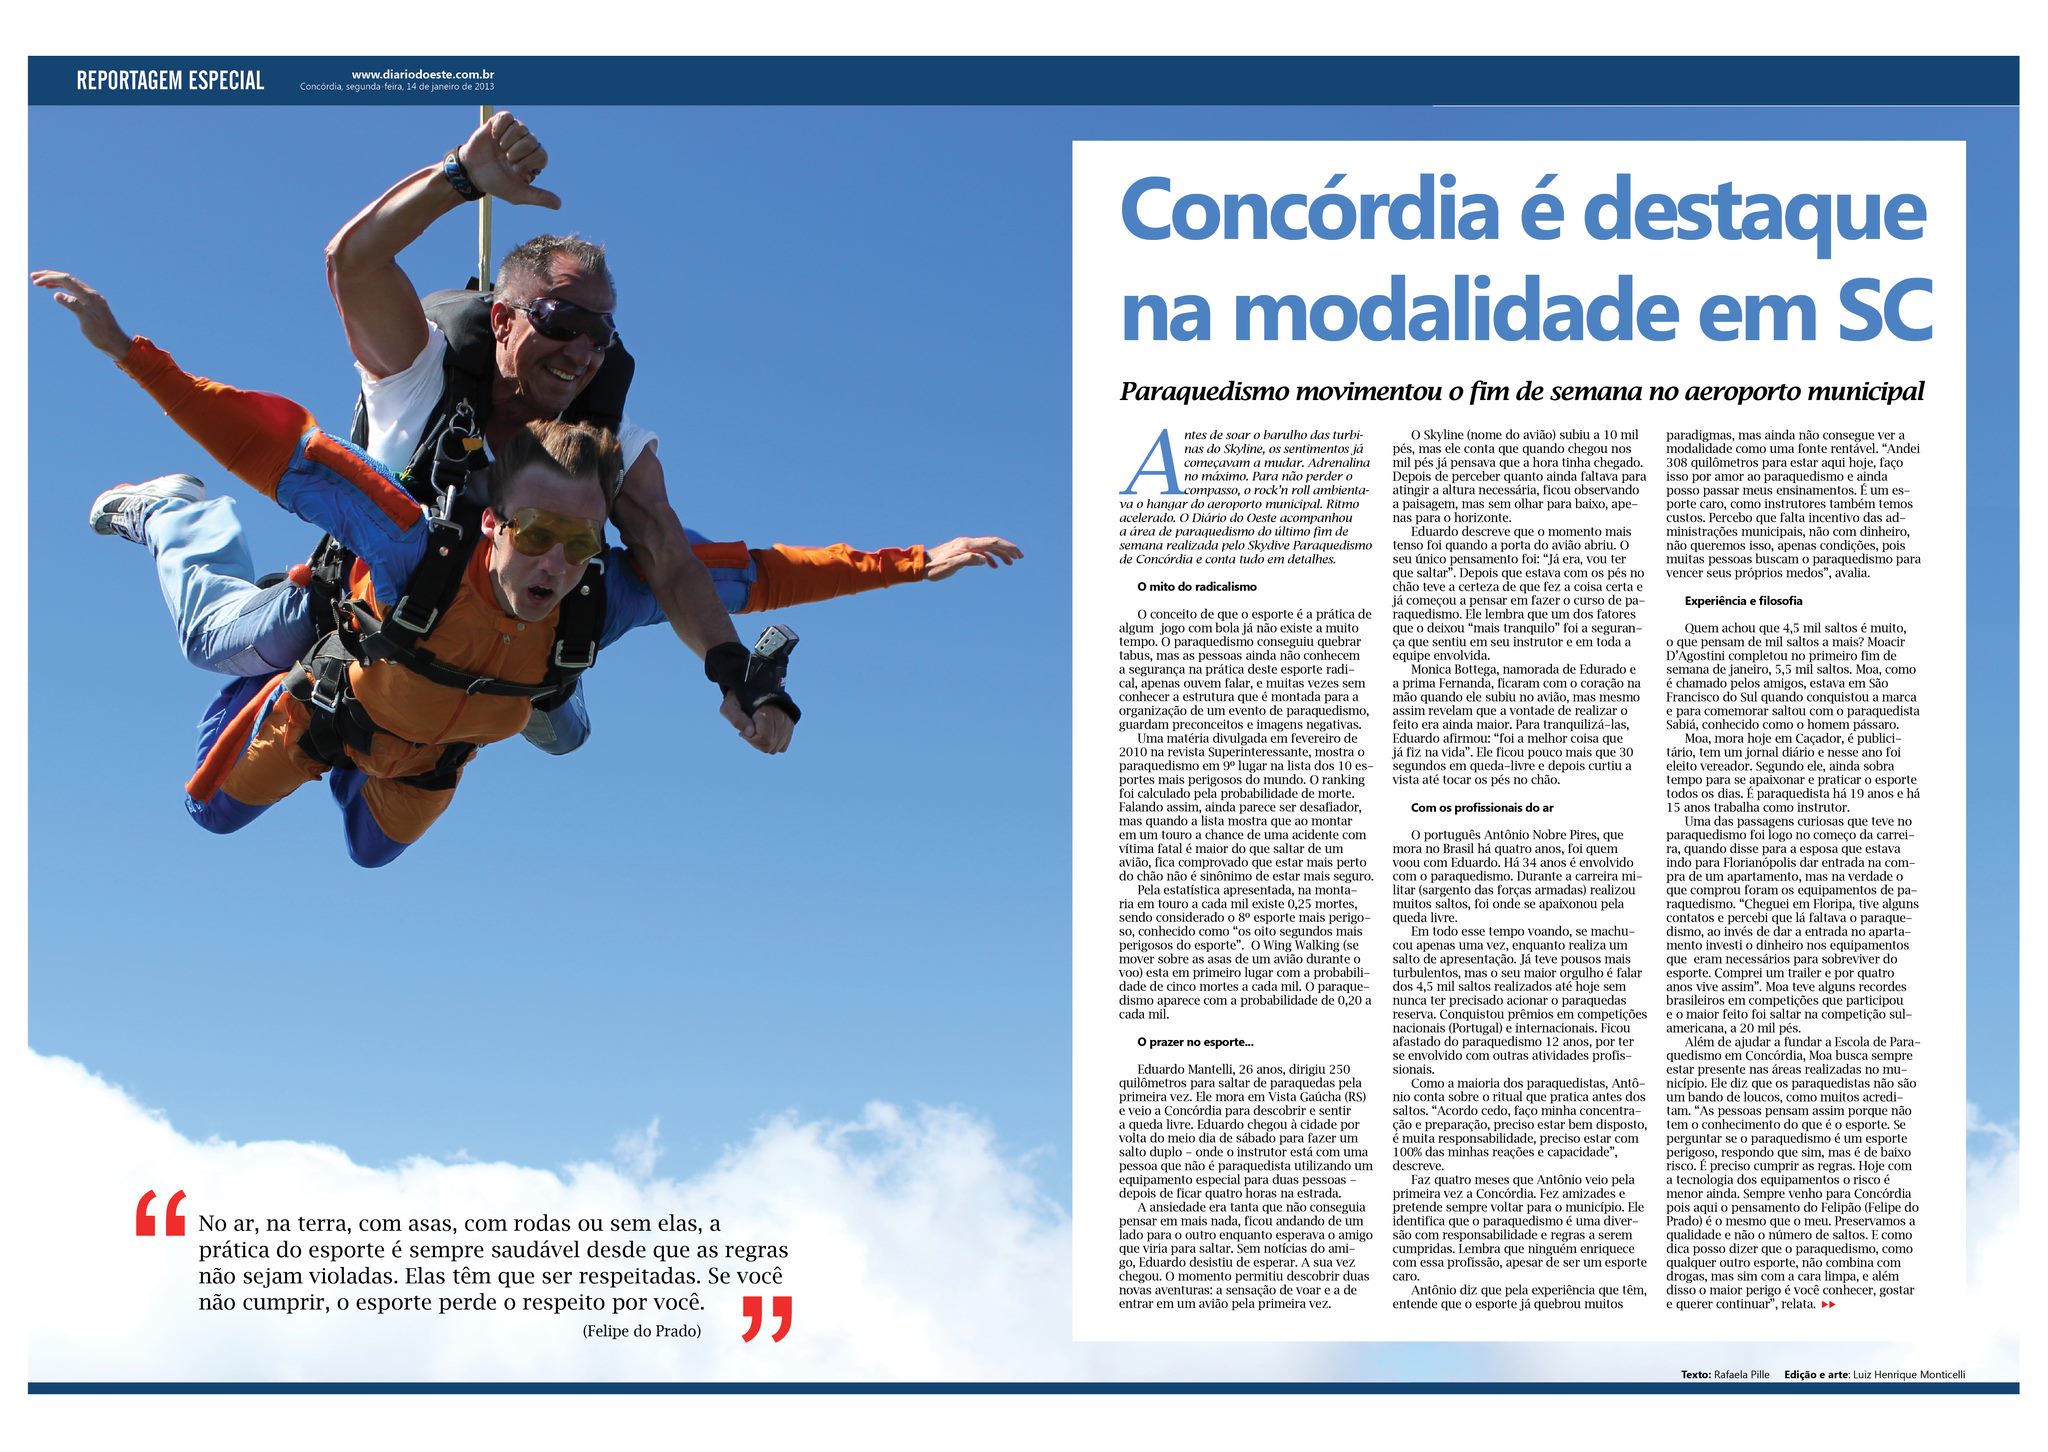 REPORTAGEM ESPECIAL
www.diariodoeste.com.br
Concórdia, segunda-feira, 14 de janeiro de 2013
Concórdia é destaque
na modalidade em SC
Paraquedismo movimentou o fim de semana no aeroporto municipal
Antes de soar o barulho das turbi-
nas do Skyline, os sentimentos já
começavam a mudar. Adrenalina
no máximo. Para não perder o
compasso, o rock'n roll ambienta-
va o hangar do aeroporto municipal. Ritmo
acelerado. O Diário do Oeste acompanhou
a área de paraquedismo do último fim de
semana realizada pelo Skydive Paraquedismo
de Concórdia e conta tudo em detalhes.
O mito do radicalismo
O conceito de que o esporte é a prática de
algum jogo com bola já não existe a muito
tempo. O paraquedismo conseguiu quebrar
tabus, mas as pessoas ainda não conhecem
a segurança na prática deste esporte radi-
cal, apenas ouvem falar, e muitas vezes sem
conhecer a estrutura que é montada para a
organização de um evento de paraquedismo,
guardam preconceitos e imagens negativas.
Uma matéria divulgada em fevereiro de
2010 na revista Superinteressante, mostra o
paraquedismo em 9º lugar na lista dos 10 es-
portes mais perigosos do mundo. O ranking
foi calculado pela probabilidade de morte.
Falando assim, ainda parece ser desafiador,
mas quando a lista mostra que ao montar
em um touro a chance de uma acidente com
vítima fatal é maior do que saltar de um
avião, fica comprovado que estar mais perto
do chão não é sinônimo de estar mais seguro.
Pela estatística apresentada, na monta-
ria em touro a cada mil existe 0,25 mortes,
sendo considerado o 8º esporte mais perigo-
so, conhecido como “os oito segundos mais
perigosos do esporte”. O Wing Walking (se
mover sobre as asas de um avião durante o
voo) esta em primeiro lugar com a probabili-
dade de cinco mortes a cada mil. O paraque-
dismo aparece com a probabilidade de 0,20 a
cada mil.
O prazer no esporte...
Eduardo Mantelli, 26 anos, dirigiu 250
quilômetros para saltar de paraquedas pela
primeira vez. Ele mora em Vista Gaúcha (RS)
e veio a Concórdia para descobrir e sentir
a queda livre. Eduardo chegou à cidade por
volta do meio dia de sábado para fazer um
salto duplo – onde o instrutor está com uma
pessoa que não é paraquedista utilizando um
equipamento especial para duas pessoas –
depois de ficar quatro horas na estrada.
A ansiedade era tanta que não conseguia
pensar em mais nada, ficou andando de um
lado para o outro enquanto esperava o amigo
que viria para saltar. Sem notícias do ami-
go, Eduardo desistiu de esperar. A sua vez
chegou. O momento permitiu descobrir duas
novas aventuras: a sensação de voar e a de
entrar em um avião pela primeira vez.
O Skyline (nome do avião) subiu a 10 mil
pés, mas ele conta que quando chegou nos
mil pés já pensava que a hora tinha chegado.
Depois de perceber quanto ainda faltava para
atingir a altura necessária, ficou observando
a paisagem, mas sem olhar para baixo, ape-
nas para o horizonte.
Eduardo descreve que o momento mais
tenso foi quando a porta do avião abriu. O
seu único pensamento foi: “Já era, vou ter
que saltar”. Depois que estava com os pés no
chão teve a certeza de que fez a coisa certa e
já começou a pensar em fazer o curso de pa-
raquedismo. Ele lembra que um dos fatores
que o deixou “mais tranquilo” foi a seguran-
ça que sentiu em seu instrutor e em toda a
equipe envolvida.
Monica Bottega, namorada de Edurado e
a prima Fernanda, ficaram com o coração na
mão quando ele subiu no avião, mas mesmo
assim revelam que a vontade de realizar o
feito era ainda maior. Para tranquilizá-las,
Eduardo afirmou: “foi a melhor coisa que
já fiz na vida”. Ele ficou pouco mais que 30
segundos em queda-livre e depois curtiu a
vista até tocar os pés no chão.
Com os profissionais do ar
O português Antônio Nobre Pires, que
mora no Brasil há quatro anos, foi quem
voou com Eduardo. Há 34 anos é envolvido
com o paraquedismo. Durante a carreira mi-
litar (sargento das forças armadas) realizou
muitos saltos, foi onde se apaixonou pela
queda livre.
Em todo esse tempo voando, se machu-
cou apenas uma vez, enquanto realiza um
salto de apresentação. Já teve pousos mais
turbulentos, mas o seu maior orgulho é falar
dos 4,5 mil saltos realizados até hoje sem
nunca ter precisado acionar o paraquedas
reserva. Conquistou prêmios em competições
nacionais (Portugal) e internacionais. Ficou
afastado do paraquedismo 12 anos, por ter
se envolvido com outras atividades profis-
sionais.
Como a maioria dos paraquedistas, Antô-
nio conta sobre o ritual que pratica antes dos
saltos. “Acordo cedo, faço minha concentra-
ção e preparação, preciso estar bem disposto,
é muita responsabilidade, preciso estar com
100% das minhas reações e capacidade”,
descreve.
Faz quatro meses que Antônio veio pela
primeira vez a Concórdia. Fez amizades e
pretende sempre voltar para o município. Ele
identifica que o paraquedismo é uma diver-
são com responsabilidade e regras a serem
cumpridas. Lembra que ninguém enriquece
com essa profissão, apesar de ser um esporte
caro.
Antônio diz que pela experiência que têm,
entende que o esporte já quebrou muitos
paradigmas, mas ainda não consegue ver a
modalidade como uma fonte rentável. “Andei
308 quilômetros para estar aqui hoje, faço
isso por amor ao paraquedismo e ainda
posso passar meus ensinamentos. É um es-
porte caro, como instrutores também temos
custos. Percebo que falta incentivo das ad-
ministrações municipais, não com dinheiro,
não queremos isso, apenas condições, pois
muitas pessoas buscam o paraquedismo para
vencer seus próprios medos”, avalia.
Experiência e filosofia
Quem achou que 4,5 mil saltos é muito,
o que pensam de mil saltos a mais? Moacir
D'Agostini completou no primeiro fim de
semana de janeiro, 5,5 mil saltos. Moa, como
é chamado pelos amigos, estava em São
Francisco do Sul quando conquistou a marca
e para comemorar saltou com o paraquedista
Sabiá, conhecido como o homem pássaro.
Moa, mora hoje em Caçador, é publici-
tário, tem um jornal diário e nesse ano foi
eleito vereador. Segundo ele, ainda sobra
tempo para se apaixonar e praticar o esporte
todos os dias. É paraquedista há 19 anos e há
15 anos trabalha como instrutor.
Uma das passagens curiosas que teve no
paraquedismo foi logo no começo da carrei-
ra, quando disse para a esposa que estava
indo para Florianópolis dar entrada na com-
pra de um apartamento, mas na verdade o
que comprou foram os equipamentos de pa-
raquedismo. “Cheguei em Floripa, tive alguns
contatos e percebi que lá faltava o paraque-
dismo, ao invés de dar a entrada no aparta-
mento investi o dinheiro nos equipamentos
que eram necessários para sobreviver do
esporte. Comprei um trailer e por quatro
anos vive assim”. Moa teve alguns recordes
brasileiros em competições que participou
e o maior feito foi saltar na competição sul-
americana, a 20 mil pés.
Além de ajudar a fundar a Escola de Para-
quedismo em Concórdia, Moa busca sempre
estar presente nas áreas realizadas no mu-
nicípio. Ele diz que os paraquedistas não são
um bando de loucos, como muitos acredi-
tam. “As pessoas pensam assim porque não
tem o conhecimento do que é o esporte. Se
perguntar se o paraquedismo é um esporte
perigoso, respondo que sim, mas é de baixo
risco. É preciso cumprir as regras. Hoje com
a tecnologia dos equipamentos o risco é
menor ainda. Sempre venho para Concórdia
pois aqui o pensamento do Felipão (Felipe do
Prado) é o mesmo que o meu. Preservamos a
qualidade e não o número de saltos. E como
dica posso dizer que o paraquedismo, como
qualquer outro esporte, não combina com
drogas, mas sim com a cara limpa, e além
disso o maior perigo é você conhecer, gostar
e querer continuar”, relata.
“No ar, na terra, com asas, com rodas ou sem elas, a
prática do esporte é sempre saudável desde que as regras
não sejam violadas. Elas têm que ser respeitadas. Se você
não cumprir, o esporte perde o respeito por você.”
(Felipe do Prado)
Texto: Rafaela Pille Edição e arte: Luiz Henrique Monticelli